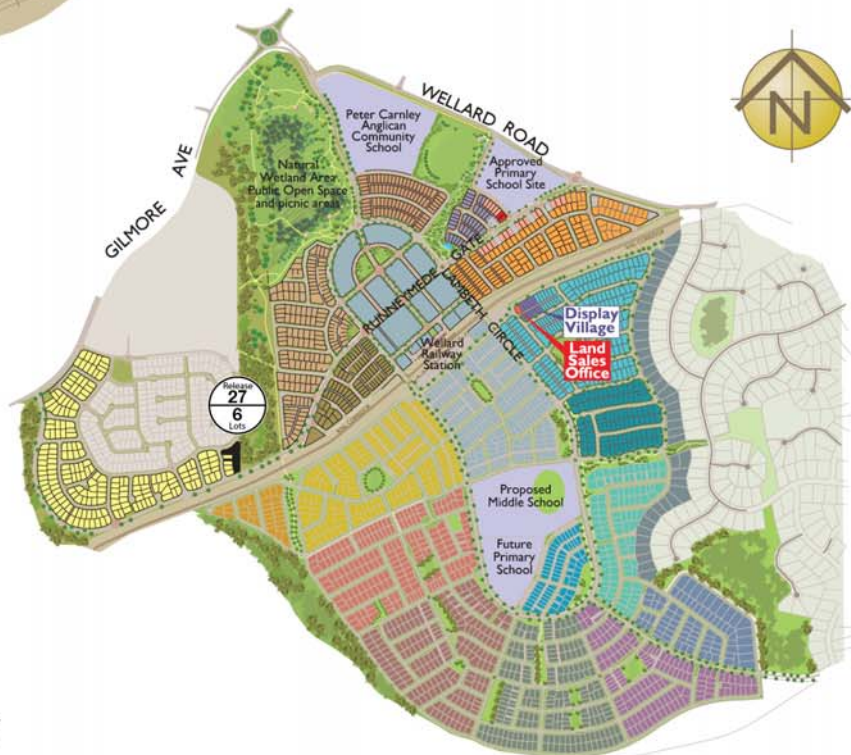 N
WELLARD ROAD
GILMORE AVE
Peter Carnley
Anglican
Community
School
Approved
Primary
School Site
Natural
Wetland Area
Public Open Space
and picnic areas
RUNNEYMEDE GATE
LAMBETH CIRCLE
Display
Village
Land
Sales
Office
Wellard
Railway
Station
Release
27
6
Lots
Proposed
Middle School
Future
Primary
School